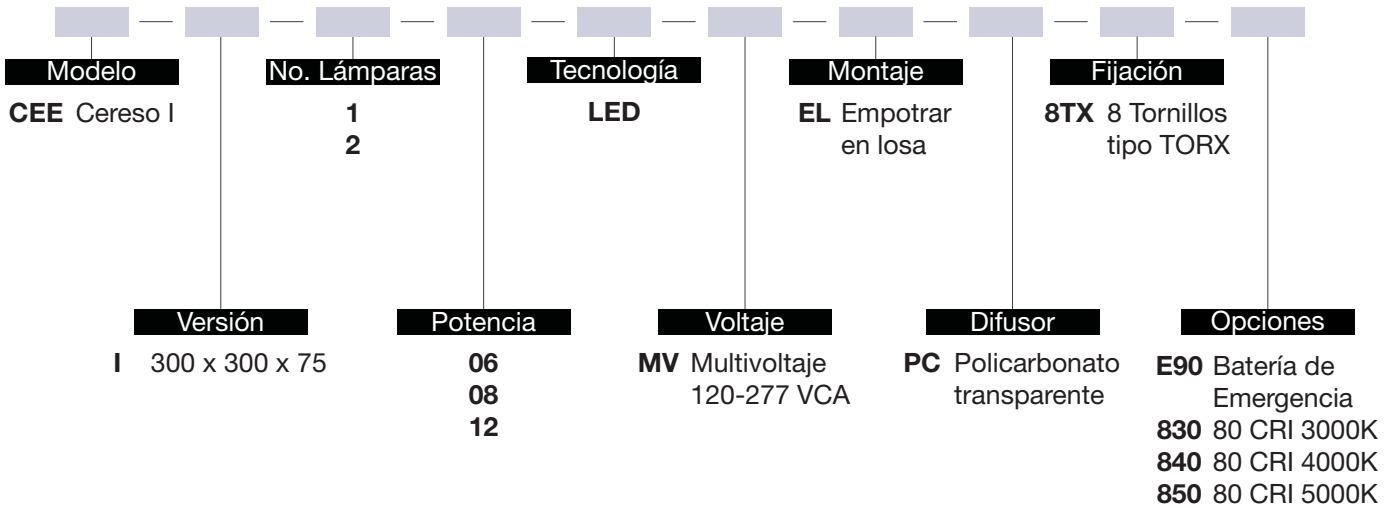 Modelo
CEE Cereso I
No. Lámparas
1
2
Tecnología
LED
Montaje
EL Empotrar
en losa
Fijación
8TX 8 Tornillos
tipo TORX
Versión
I 300 x 300 x 75
Potencia
06
08
12
Voltaje
MV Multivoltaje
120-277 VCA
Difusor
PC Policarbonato
transparente
Opciones
E90 Batería de
Emergencia
830 80 CRI 3000K
840 80 CRI 4000K
850 80 CRI 5000K